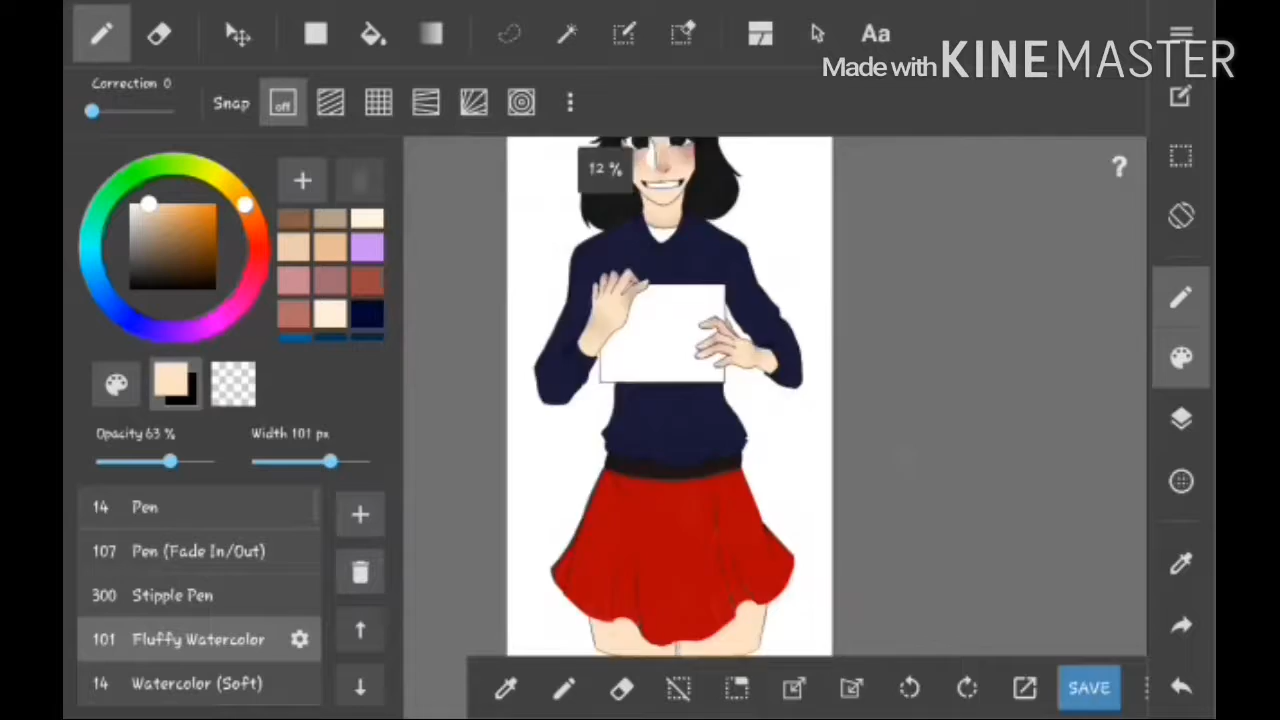 Aa
Made with KINEMASTER
Correction 0
Snap
off
?
12 %
Opacity 63 %
Width 101 px
14 Pen
107 Pen (Fade In/Out)
300 Stipple Pen
101 Fluffy Watercolor
14 Watercolor (Soft)
SAVE